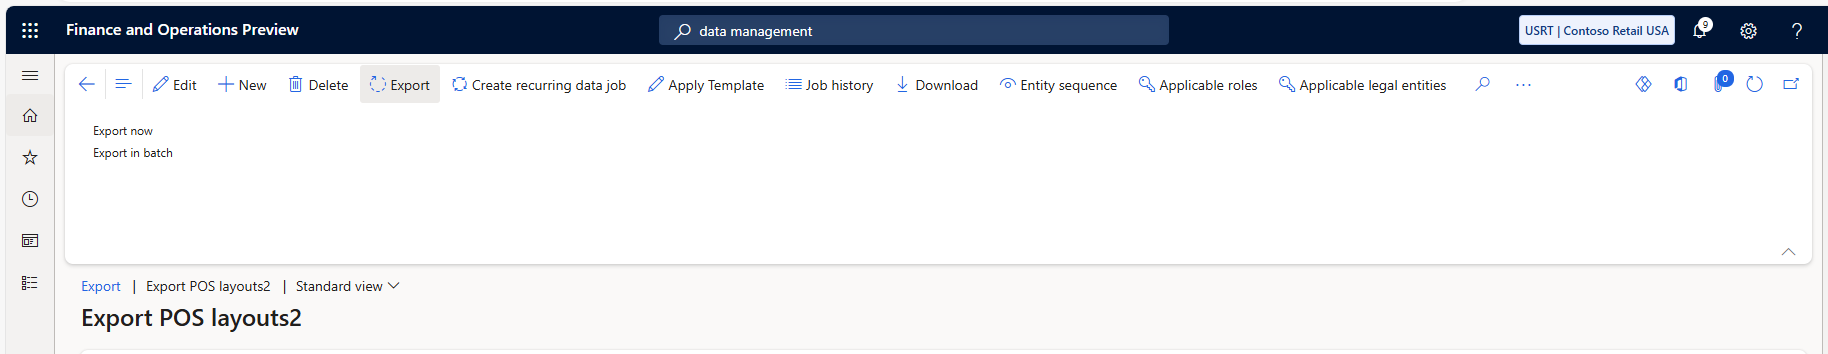 Finance and Operations Preview
data management
USRT | Contoso Retail USA
9
?
Edit
New
Delete
Export
Create recurring data job
Apply Template
Job history
Download
Entity sequence
Applicable roles
Applicable legal entities
...
0
Export now
Export in batch
Export | Export POS layouts2 | Standard view
Export POS layouts2